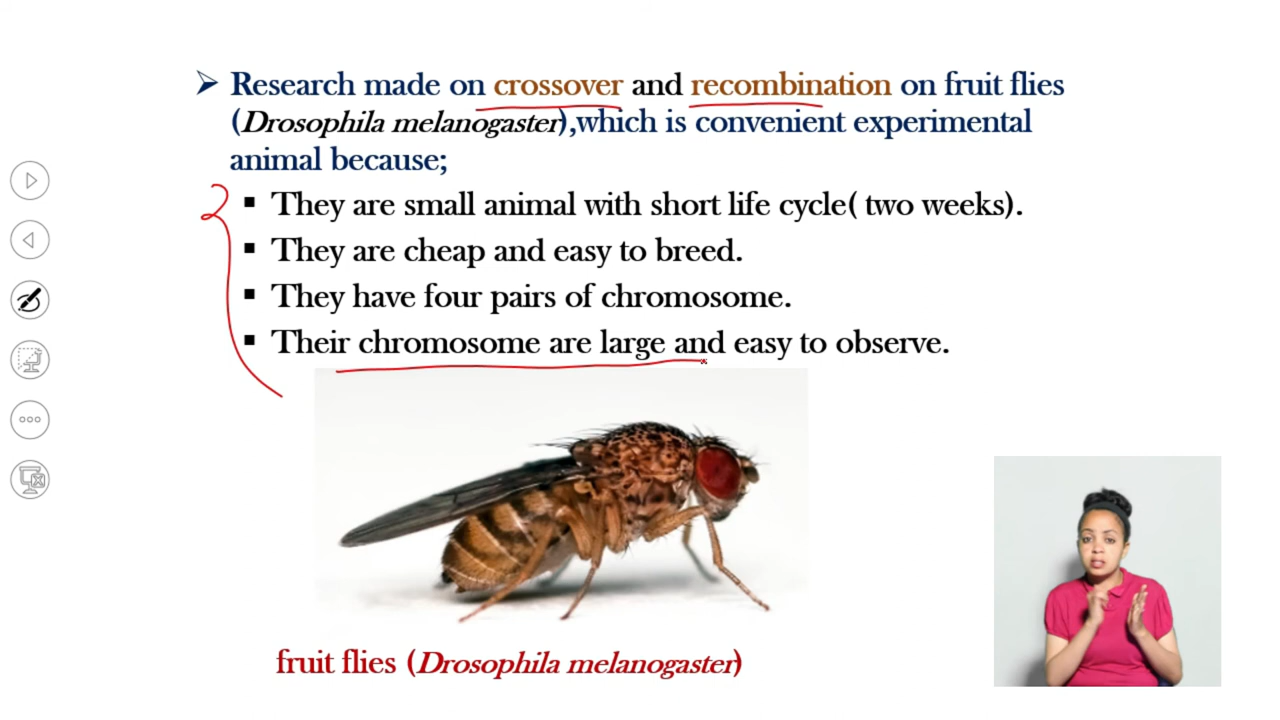 ➢ Research made on crossover and recombination on fruit flies
(Drosophila melanogaster),which is convenient experimental
animal because;
▪ They are small animal with short life cycle( two weeks).
▪ They are cheap and easy to breed.
▪ They have four pairs of chromosome.
▪ Their chromosome are large and easy to observe.
fruit flies (Drosophila melanogaster)